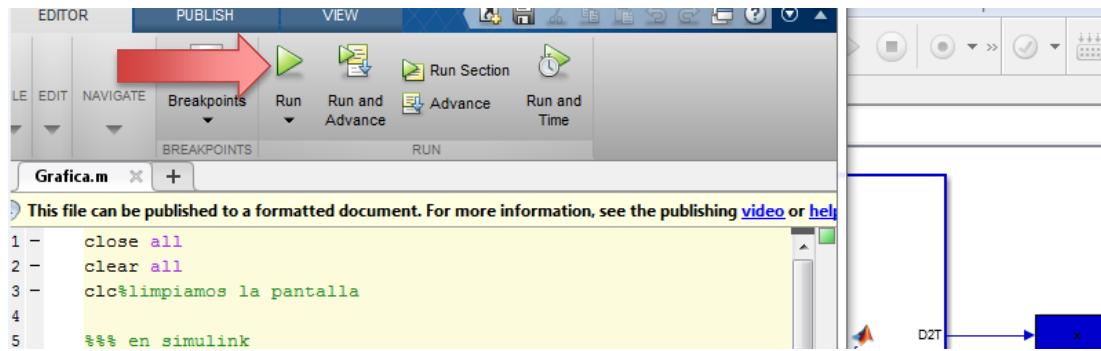 EDITOR PUBLISH VIEW
EDIT NAVIGATE Breakpoints Run Run and Advance Run Section Advance Run and Time
BREAKPOINTS RUN
Grafica.m
This file can be published to a formatted document. For more information, see the publishing video or help
1 - close all
2 - clear all
3 - clc%limpiamos la pantalla
4
5 %%% en simulink
D2T
x